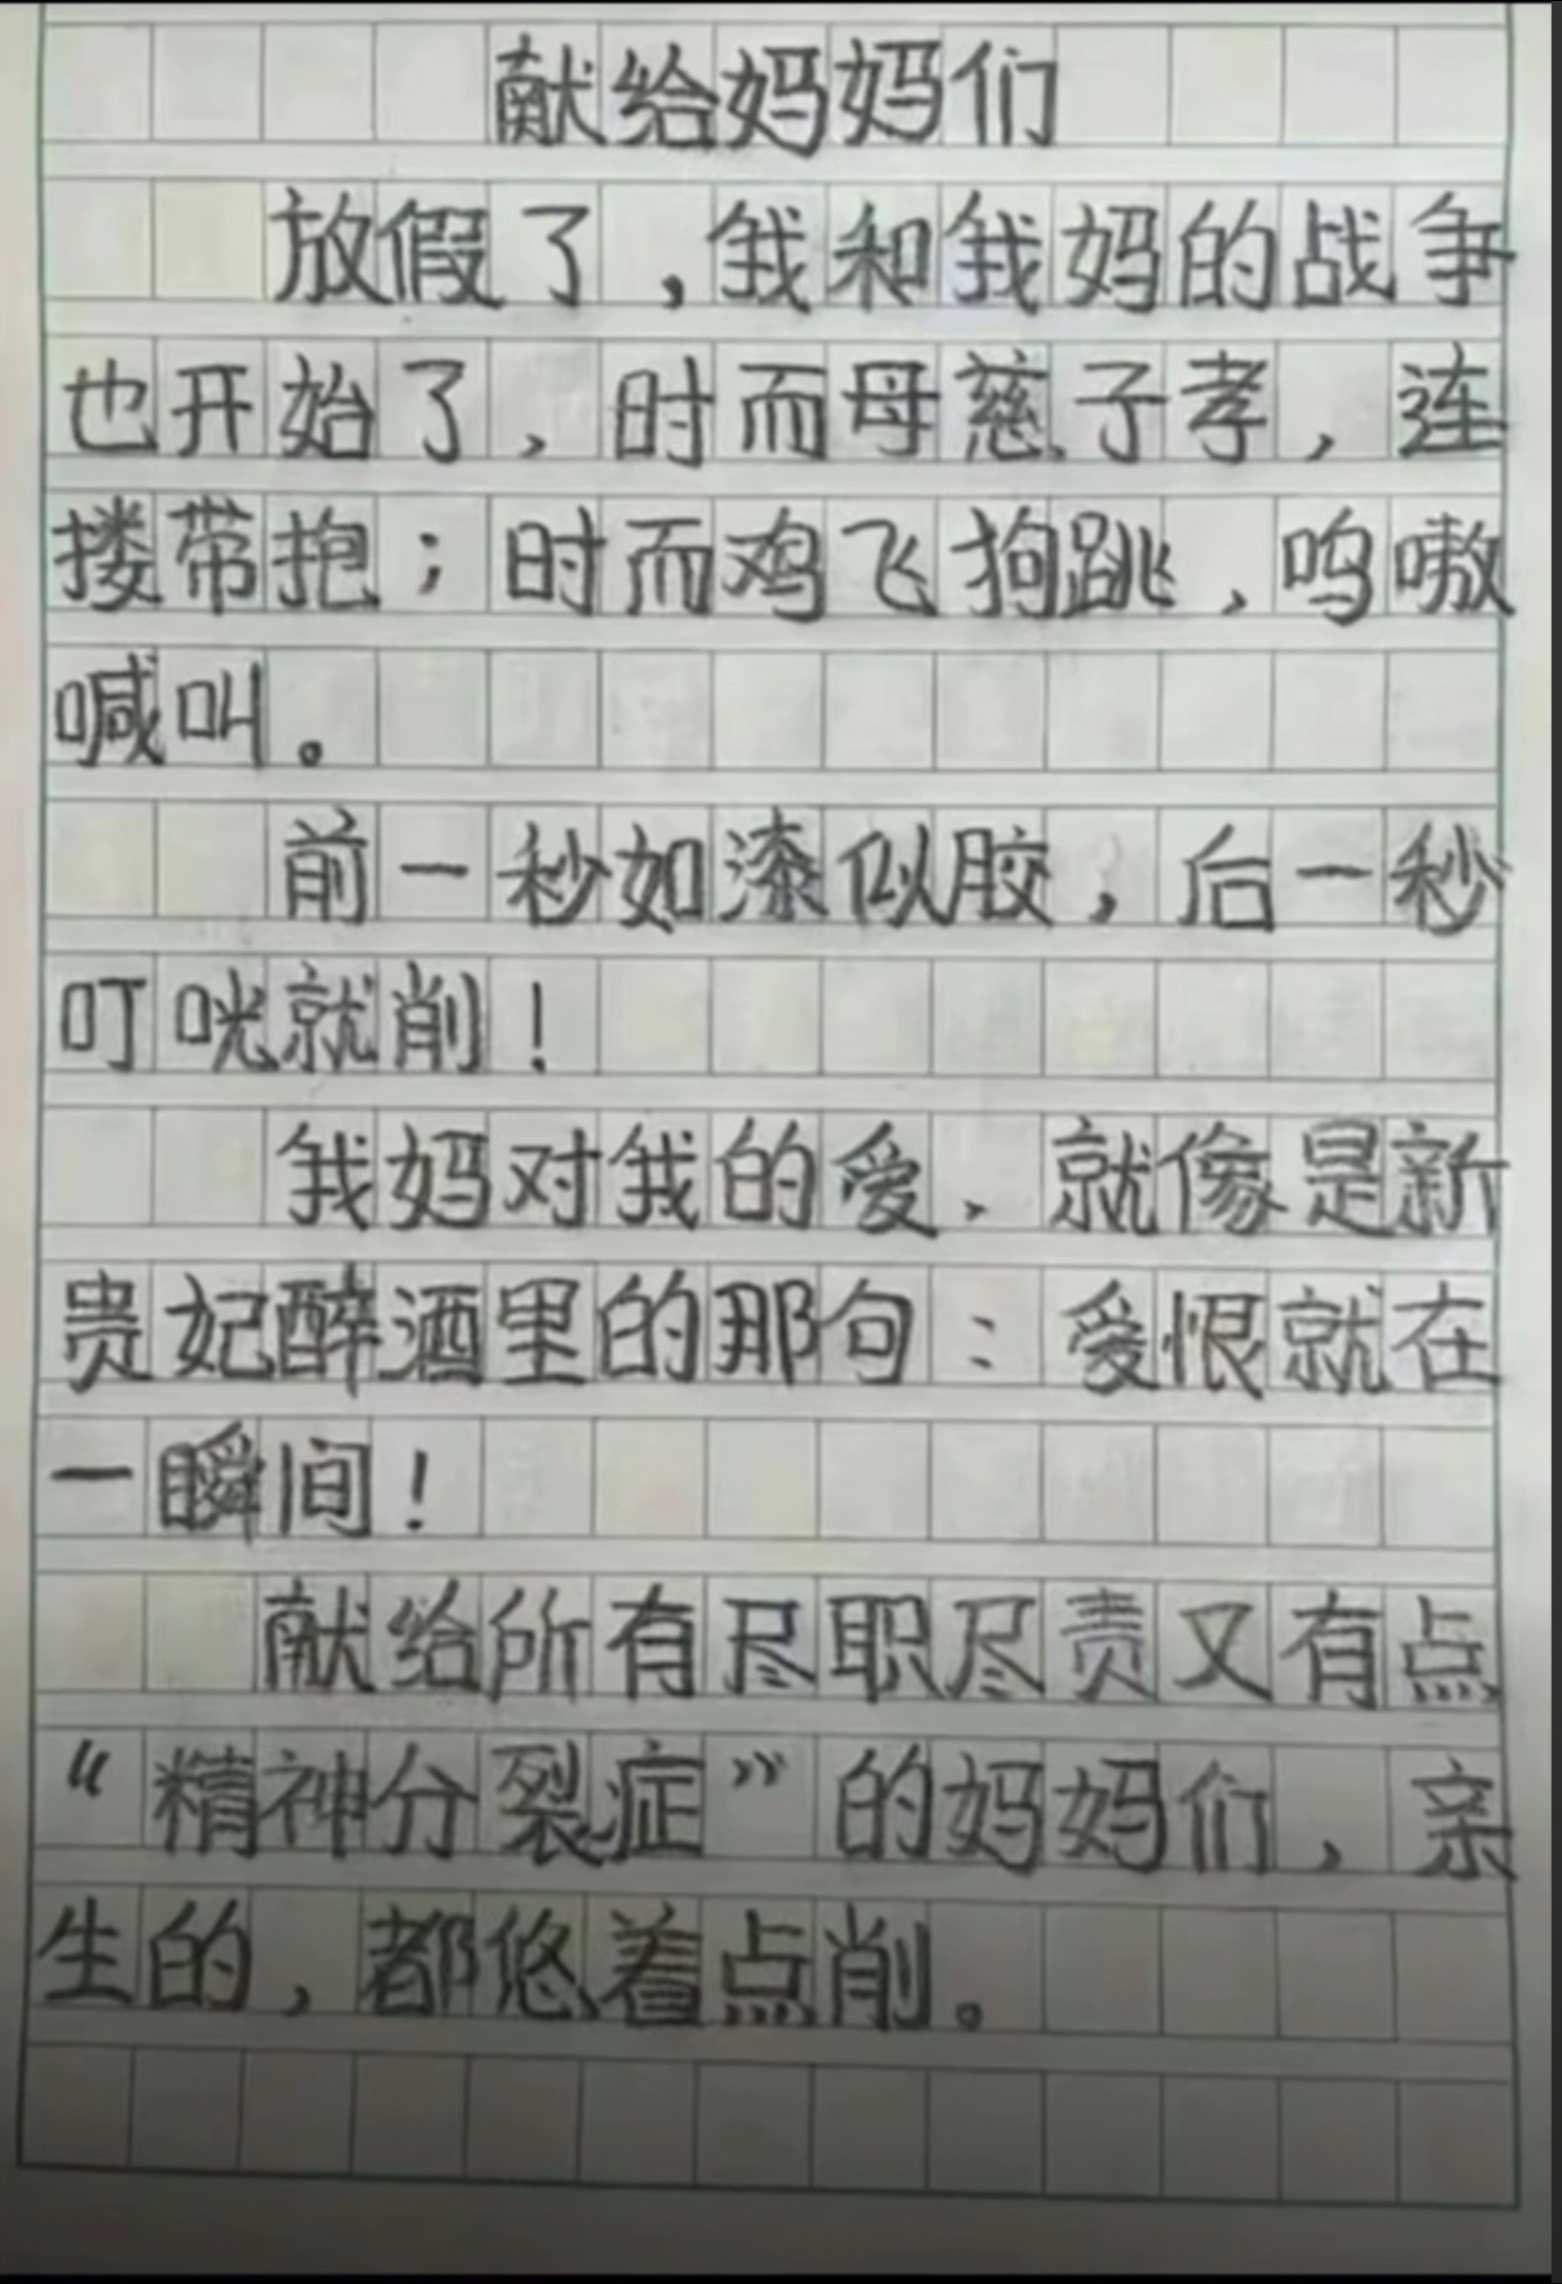 献给妈妈们
放假了,我和我妈的战争
也开始了,时而母慈子孝,连
搂带抱;时而鸡飞狗跳,呜嗷
喊叫。
前一秒如漆似胶,后一秒
叮咣就削!
我妈对我的爱、就像是新
贵妃醉酒里的那句:爱恨就在
一瞬间!
献给所有尽职尽责又有点
“精神分裂症”的妈妈们,亲
生的,都悠着点削。